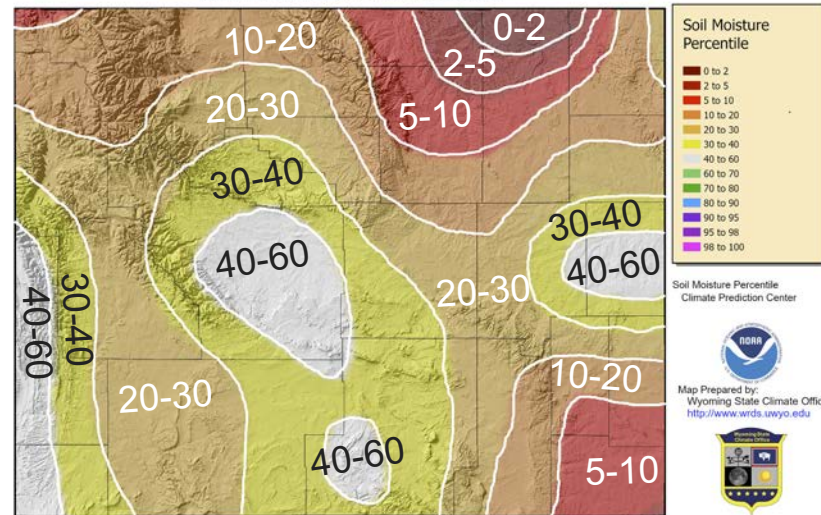 0-2
10-20
2-5
20-30
5-10
30-40
30-40
40-60
40-60
20-30
30-40
40-60
20-30
10-20
40-60
5-10
Soil Moisture
Percentile
0 to 2
2 to 5
5 to 10
10 to 20
20 to 30
30 to 40
40 to 60
60 to 70
70 to 80
80 to 90
90 to 95
95 to 98
98 to 100
Soil Moisture Percentile
Climate Prediction Center
NOAA
Map Prepared by:
Wyoming State Climate Offic
http://www.wrds.uwyo.edu
Wyoming State
Climate Office